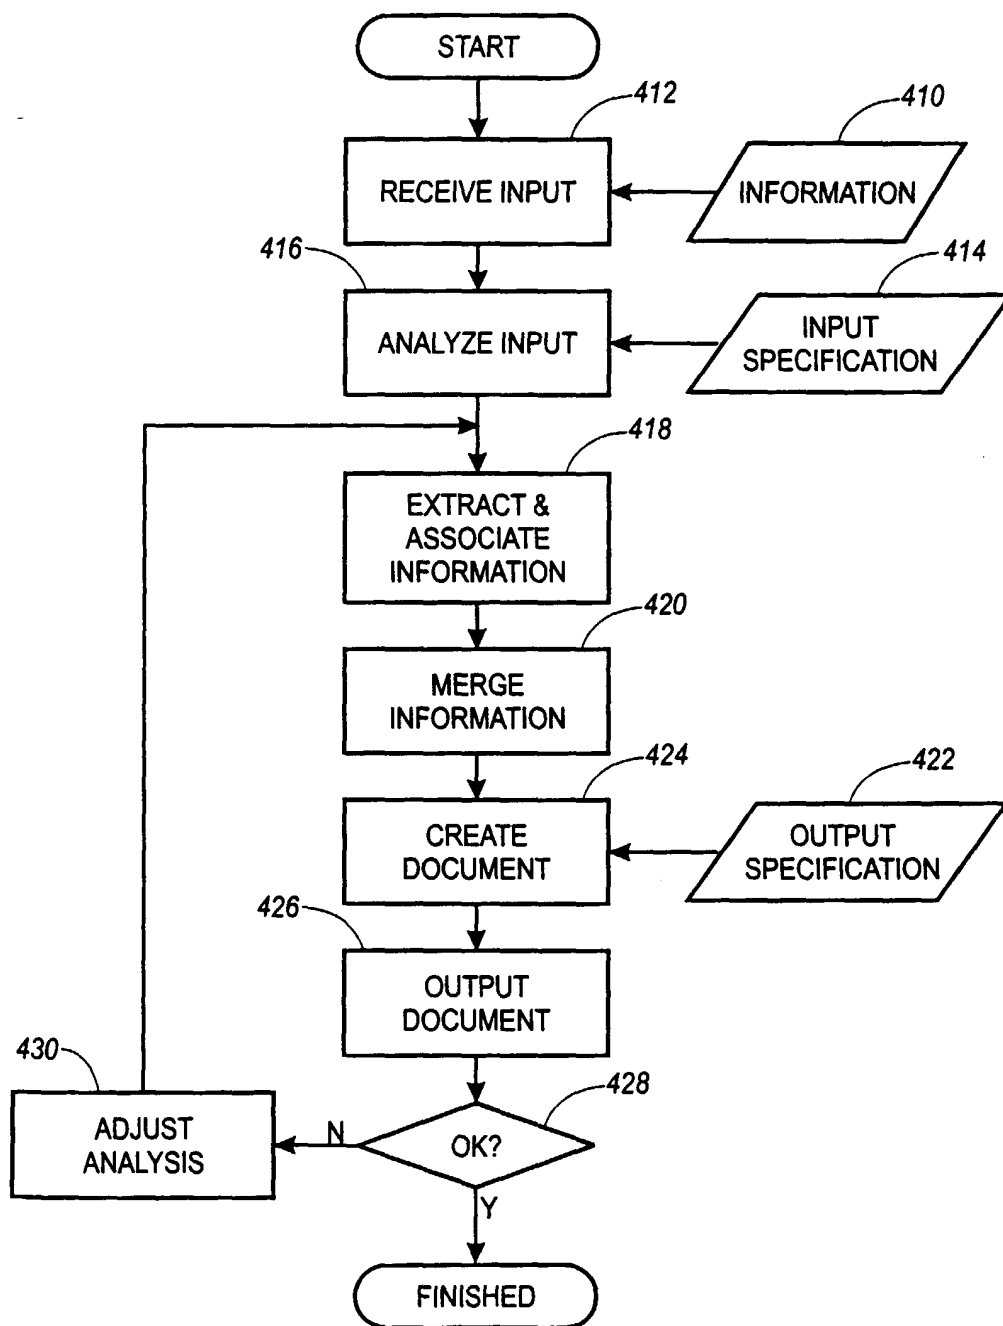 START
412
410
RECEIVE INPUT
INFORMATION
416
414
ANALYZE INPUT
INPUT
SPECIFICATION
418
EXTRACT &
ASSOCIATE
INFORMATION
420
MERGE
INFORMATION
424
422
CREATE
DOCUMENT
OUTPUT
SPECIFICATION
426
OUTPUT
DOCUMENT
430
428
ADJUST
ANALYSIS
N
OK?
Y
FINISHED